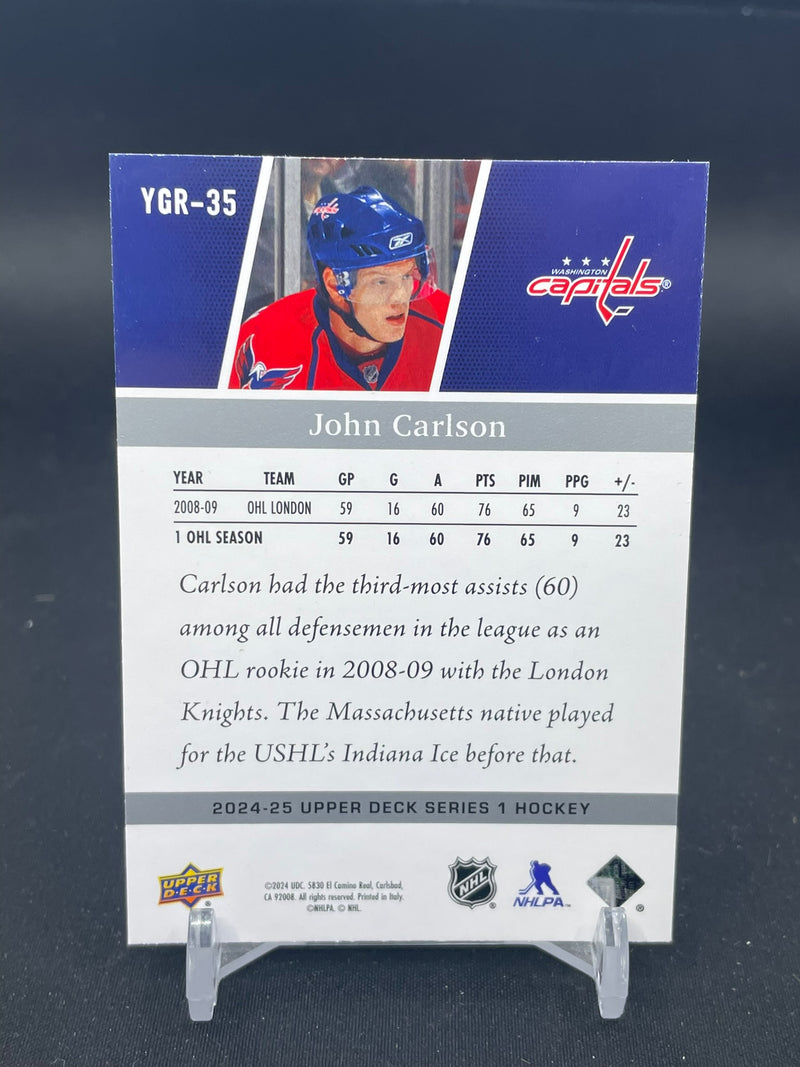 YGR-35
★ ★ ★
WASHINGTON
capitals®
John Carlson
YEAR TEAM GP G A PTS PIM PPG +/-
2008-09 OHL LONDON 59 16 60 76 65 9 23
1 OHL SEASON 59 16 60 76 65 9 23
Carlson had the third-most assists (60)
among all defensemen in the league as an
OHL rookie in 2008-09 with the London
Knights. The Massachusetts native played
for the USHL's Indiana Ice before that.
2024-25 UPPER DECK SERIES 1 HOCKEY
UPPER
D·E·C·K
®
©2024 UDC. 5830 El Camino Real, Carlsbad,
CA 92008. All rights reserved. Printed in Italy.
©NHLPA. © NHL.
NHL
®
NHLPA™
®